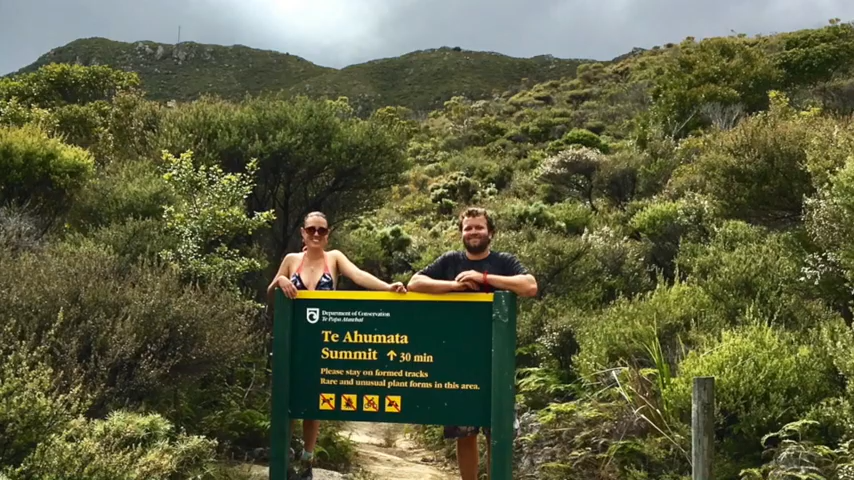 Department of Conservation
Te Papa Atawhai
Te Ahumata
Summit ↑ 30 min
Please stay on formed tracks
Rare and unusual plant forms in this area.